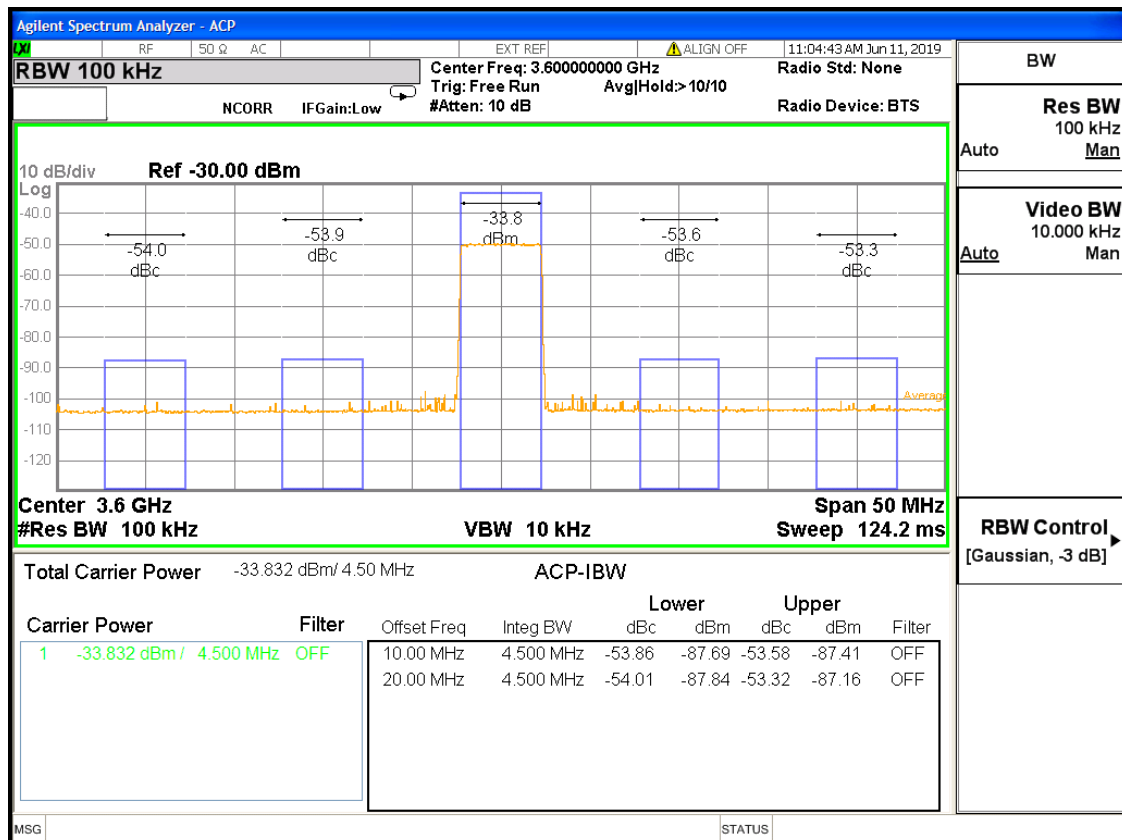 Agilent Spectrum Analyzer - ACP
LXI RF 50 Ω AC EXT REF ALIGN OFF 11:04:43 AM Jun 11, 2019
RBW 100 kHz
NCORR IFGain:Low
Center Freq: 3.600000000 GHz
Trig: Free Run Avg|Hold:>10/10
#Atten: 10 dB
Radio Std: None
Radio Device: BTS
10 dB/div Ref -30.00 dBm
Log
-40.0
-50.0
-60.0
-70.0
-80.0
-90.0
-100
-110
-120
-54.0
dBc
-53.9
dBc
-33.8
dBm
-53.6
dBc
-53.3
dBc
Average
Center 3.6 GHz Span 50 MHz
#Res BW 100 kHz VBW 10 kHz Sweep 124.2 ms
Total Carrier Power -33.832 dBm/ 4.50 MHz ACP-IBW
Carrier Power Filter
1 -33.832 dBm / 4.500 MHz OFF
Lower Upper
Offset Freq Integ BW dBc dBm dBc dBm Filter
10.00 MHz 4.500 MHz -53.86 -87.69 -53.58 -87.41 OFF
20.00 MHz 4.500 MHz -54.01 -87.84 -53.32 -87.16 OFF
BW
Res BW
100 kHz
Auto Man
Video BW
10.000 kHz
Auto Man
RBW Control
[Gaussian, -3 dB]
MSG STATUS